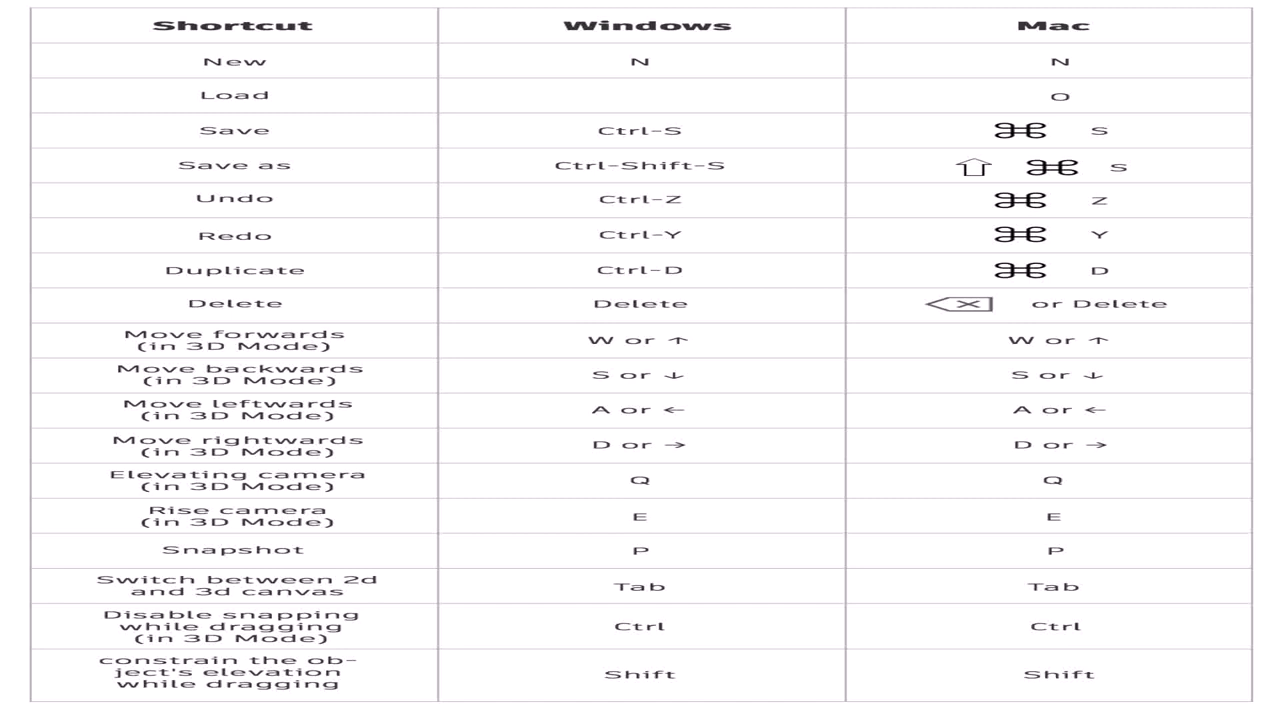 Shortcut Windows Mac
New N N
Load O
Save Ctrl-S ⌘ S
Save as Ctrl-Shift-S ⇧ ⌘ S
Undo Ctrl-Z ⌘ Z
Redo Ctrl-Y ⌘ Y
Duplicate Ctrl-D ⌘ D
Delete Delete ⌫ or Delete
Move forwards
(in 3D Mode) W or ↑ W or ↑
Move backwards
(in 3D Mode) S or ↓ S or ↓
Move leftwards
(in 3D Mode) A or ← A or ←
Move rightwards
(in 3D Mode) D or → D or →
Elevating camera
(in 3D Mode) Q Q
Rise camera
(in 3D Mode) E E
Snapshot P P
Switch between 2d
and 3d canvas Tab Tab
Disable snapping
while dragging Ctrl Ctrl
(in 3D Mode)
constrain the ob-
ject's elevation Shift Shift
while dragging